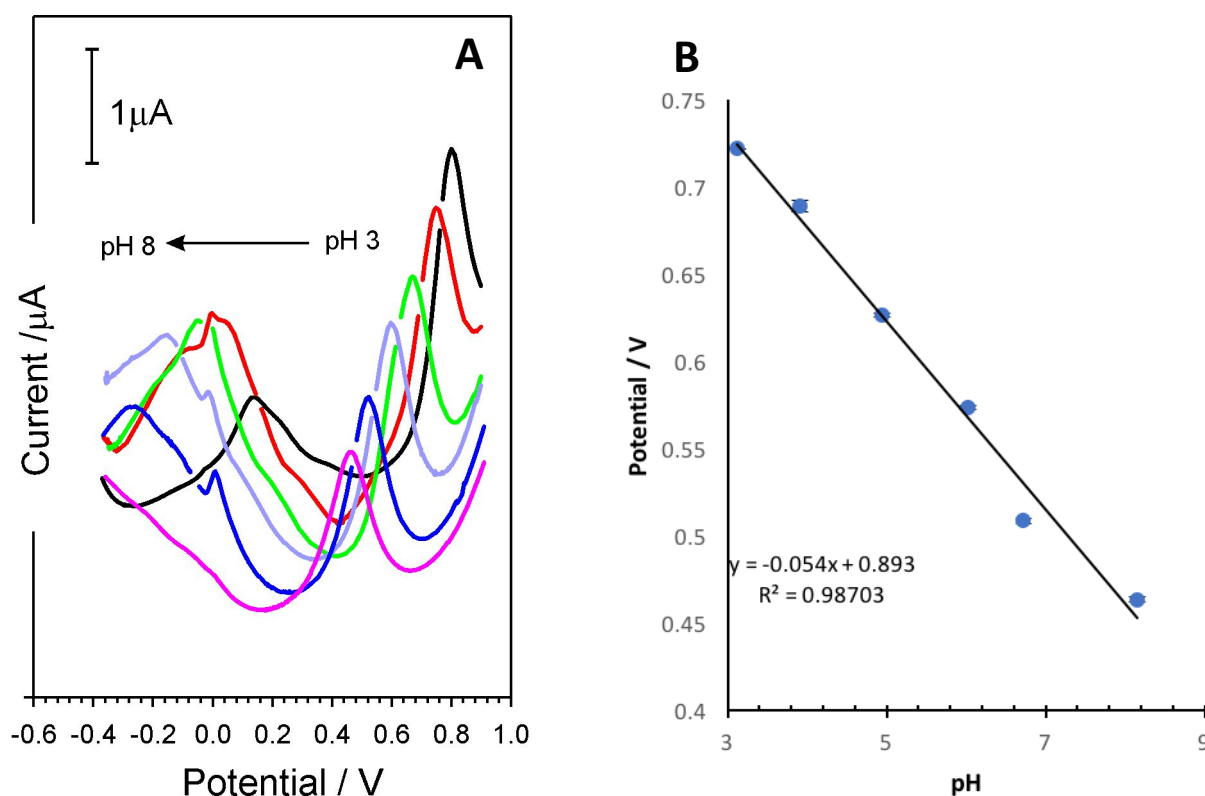 A
1μA
pH 8
pH 3
Current /μA
-0.6 -0.4 -0.2 0.0 0.2 0.4 0.6 0.8 1.0
Potential / V
B
0.75
0.7
0.65
0.6
0.55
0.5
0.45
0.4
Potential / V
y = -0.054x + 0.893
R² = 0.98703
3 5 7 9
pH